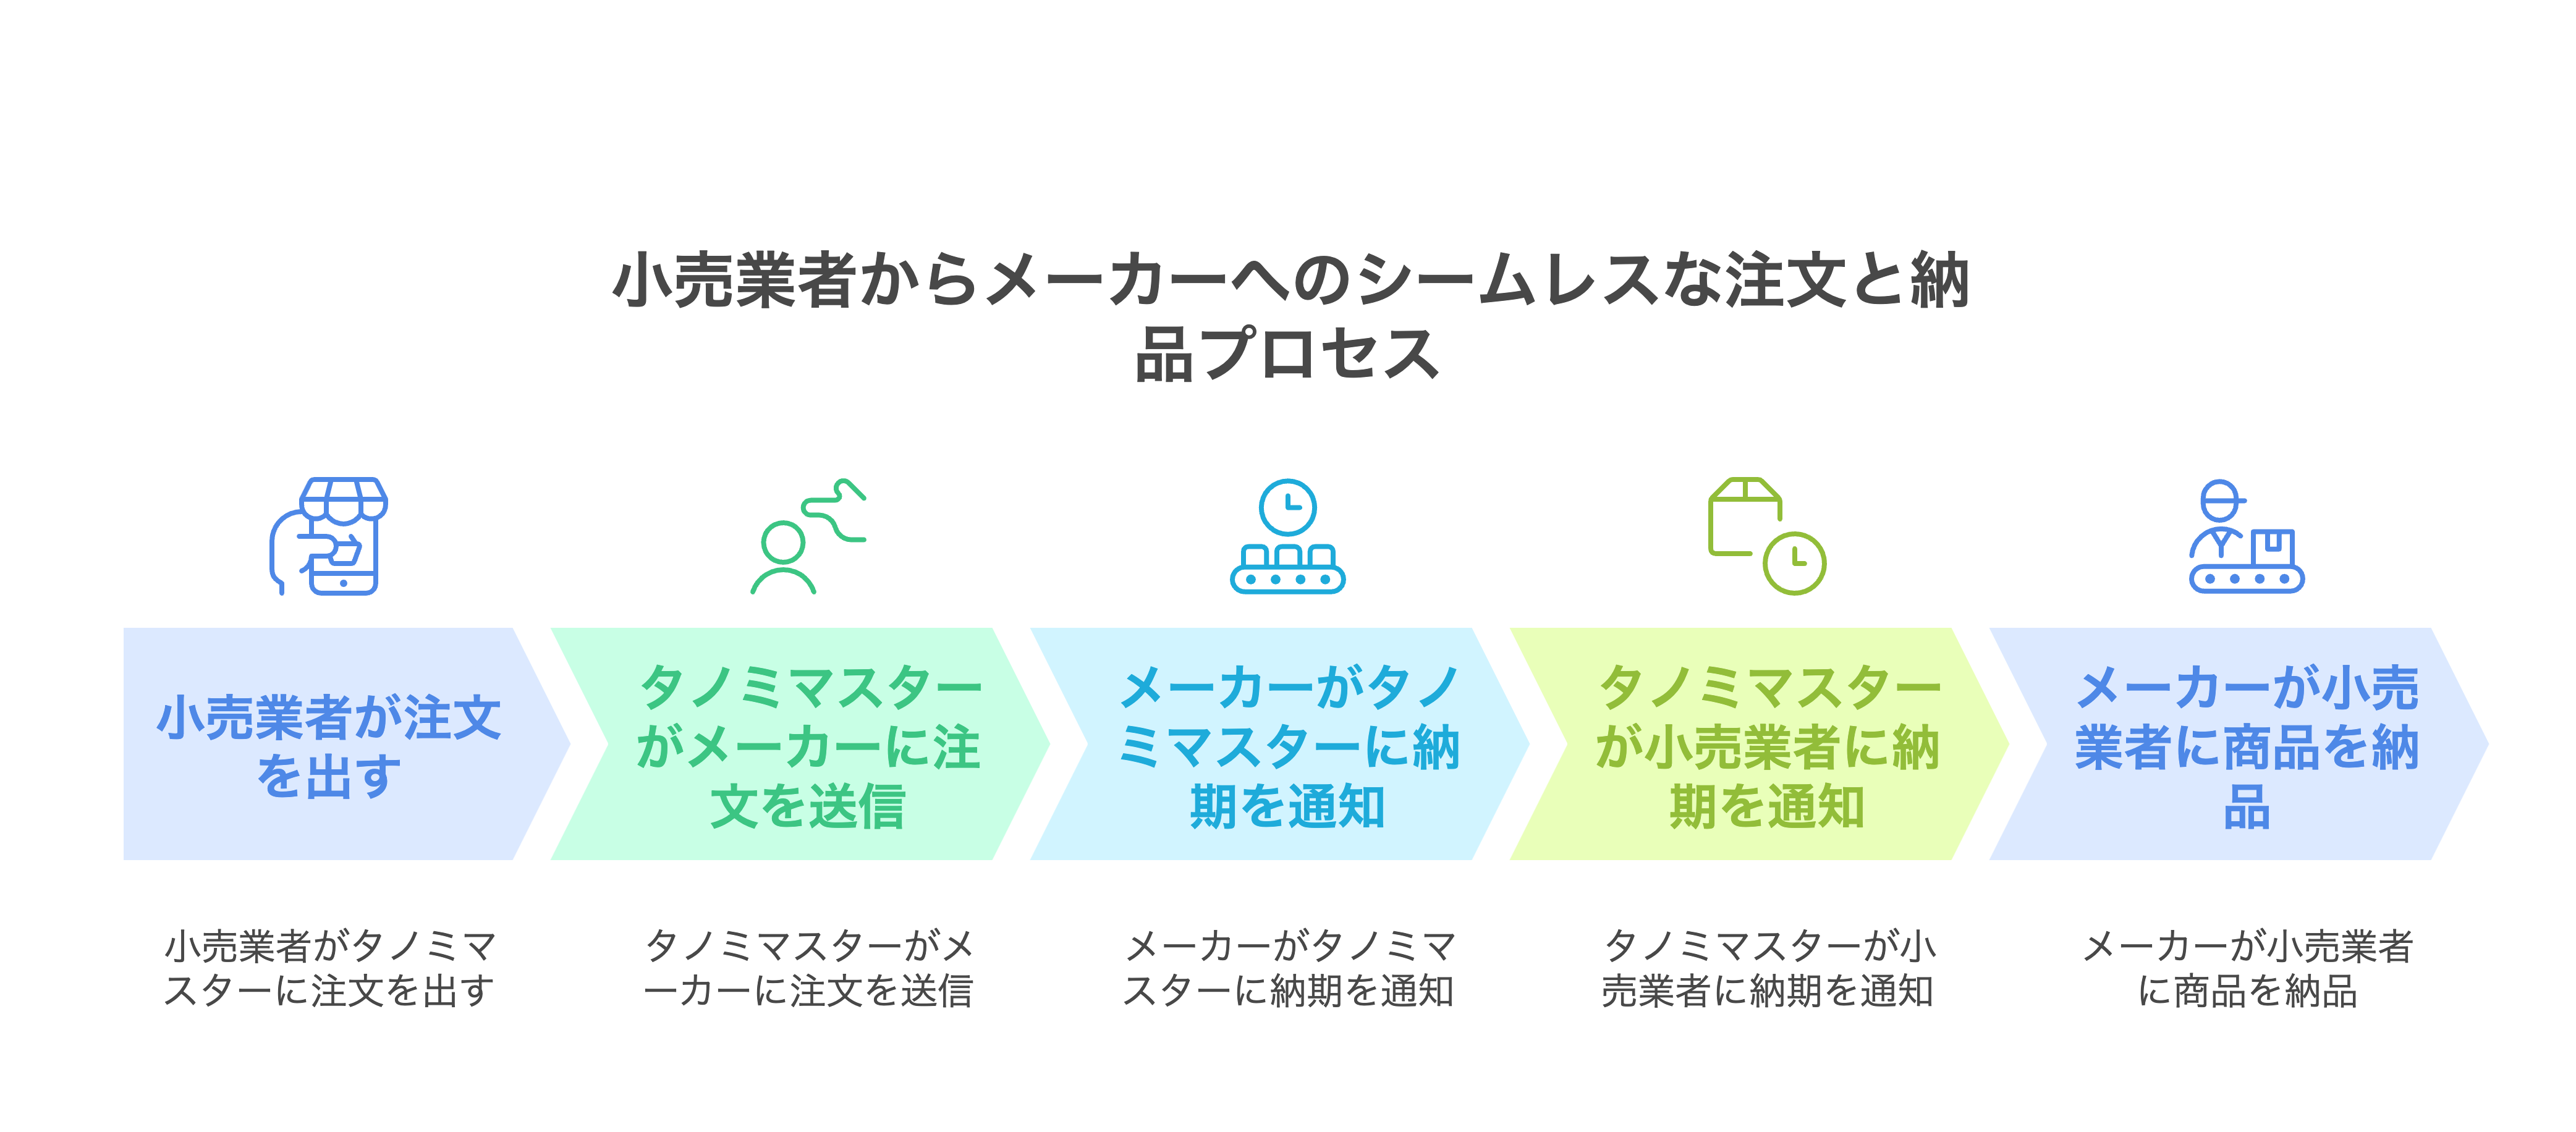 小売業者からメーカーへのシームレスな注文と納
品プロセス
小売業者が注文
を出す
タノミマスター
がメーカーに注
文を送信
メーカーがタノ
ミマスターに納
期を通知
タノミマスター
が小売業者に納
期を通知
メーカーが小売
業者に商品を納
品
小売業者がタノミマ
スターに注文を出す
タノミマスターがメ
ーカーに注文を送信
メーカーがタノミマ
スターに納期を通知
タノミマスターが小
売業者に納期を通知
メーカーが小売業者
に商品を納品